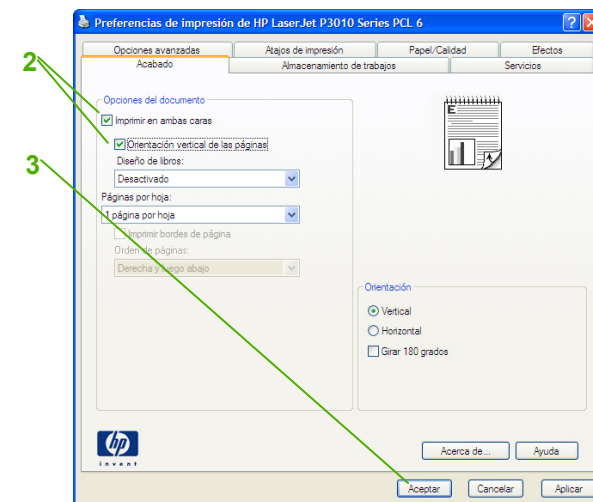 Preferencias de impresión de HP LaserJet P3010 Series PCL 6
Opciones avanzadas
Atajos de impresión
Papel/Calidad
Efectos
Acabado
Almacenamiento de trabajos
Servicios
2
Opciones del documento
Imprimir en ambas caras
Orientación vertical de las páginas
Diseño de libros:
Desactivado
3
Páginas por hoja:
1 página por hoja
Imprimir bordes de página
Orden de páginas:
Derecha y luego abajo
E
Orientación
Vertical
Horizontal
Girar 180 grados
hp
invent
Acerca de...
Ayuda
Aceptar
Cancelar
Aplicar